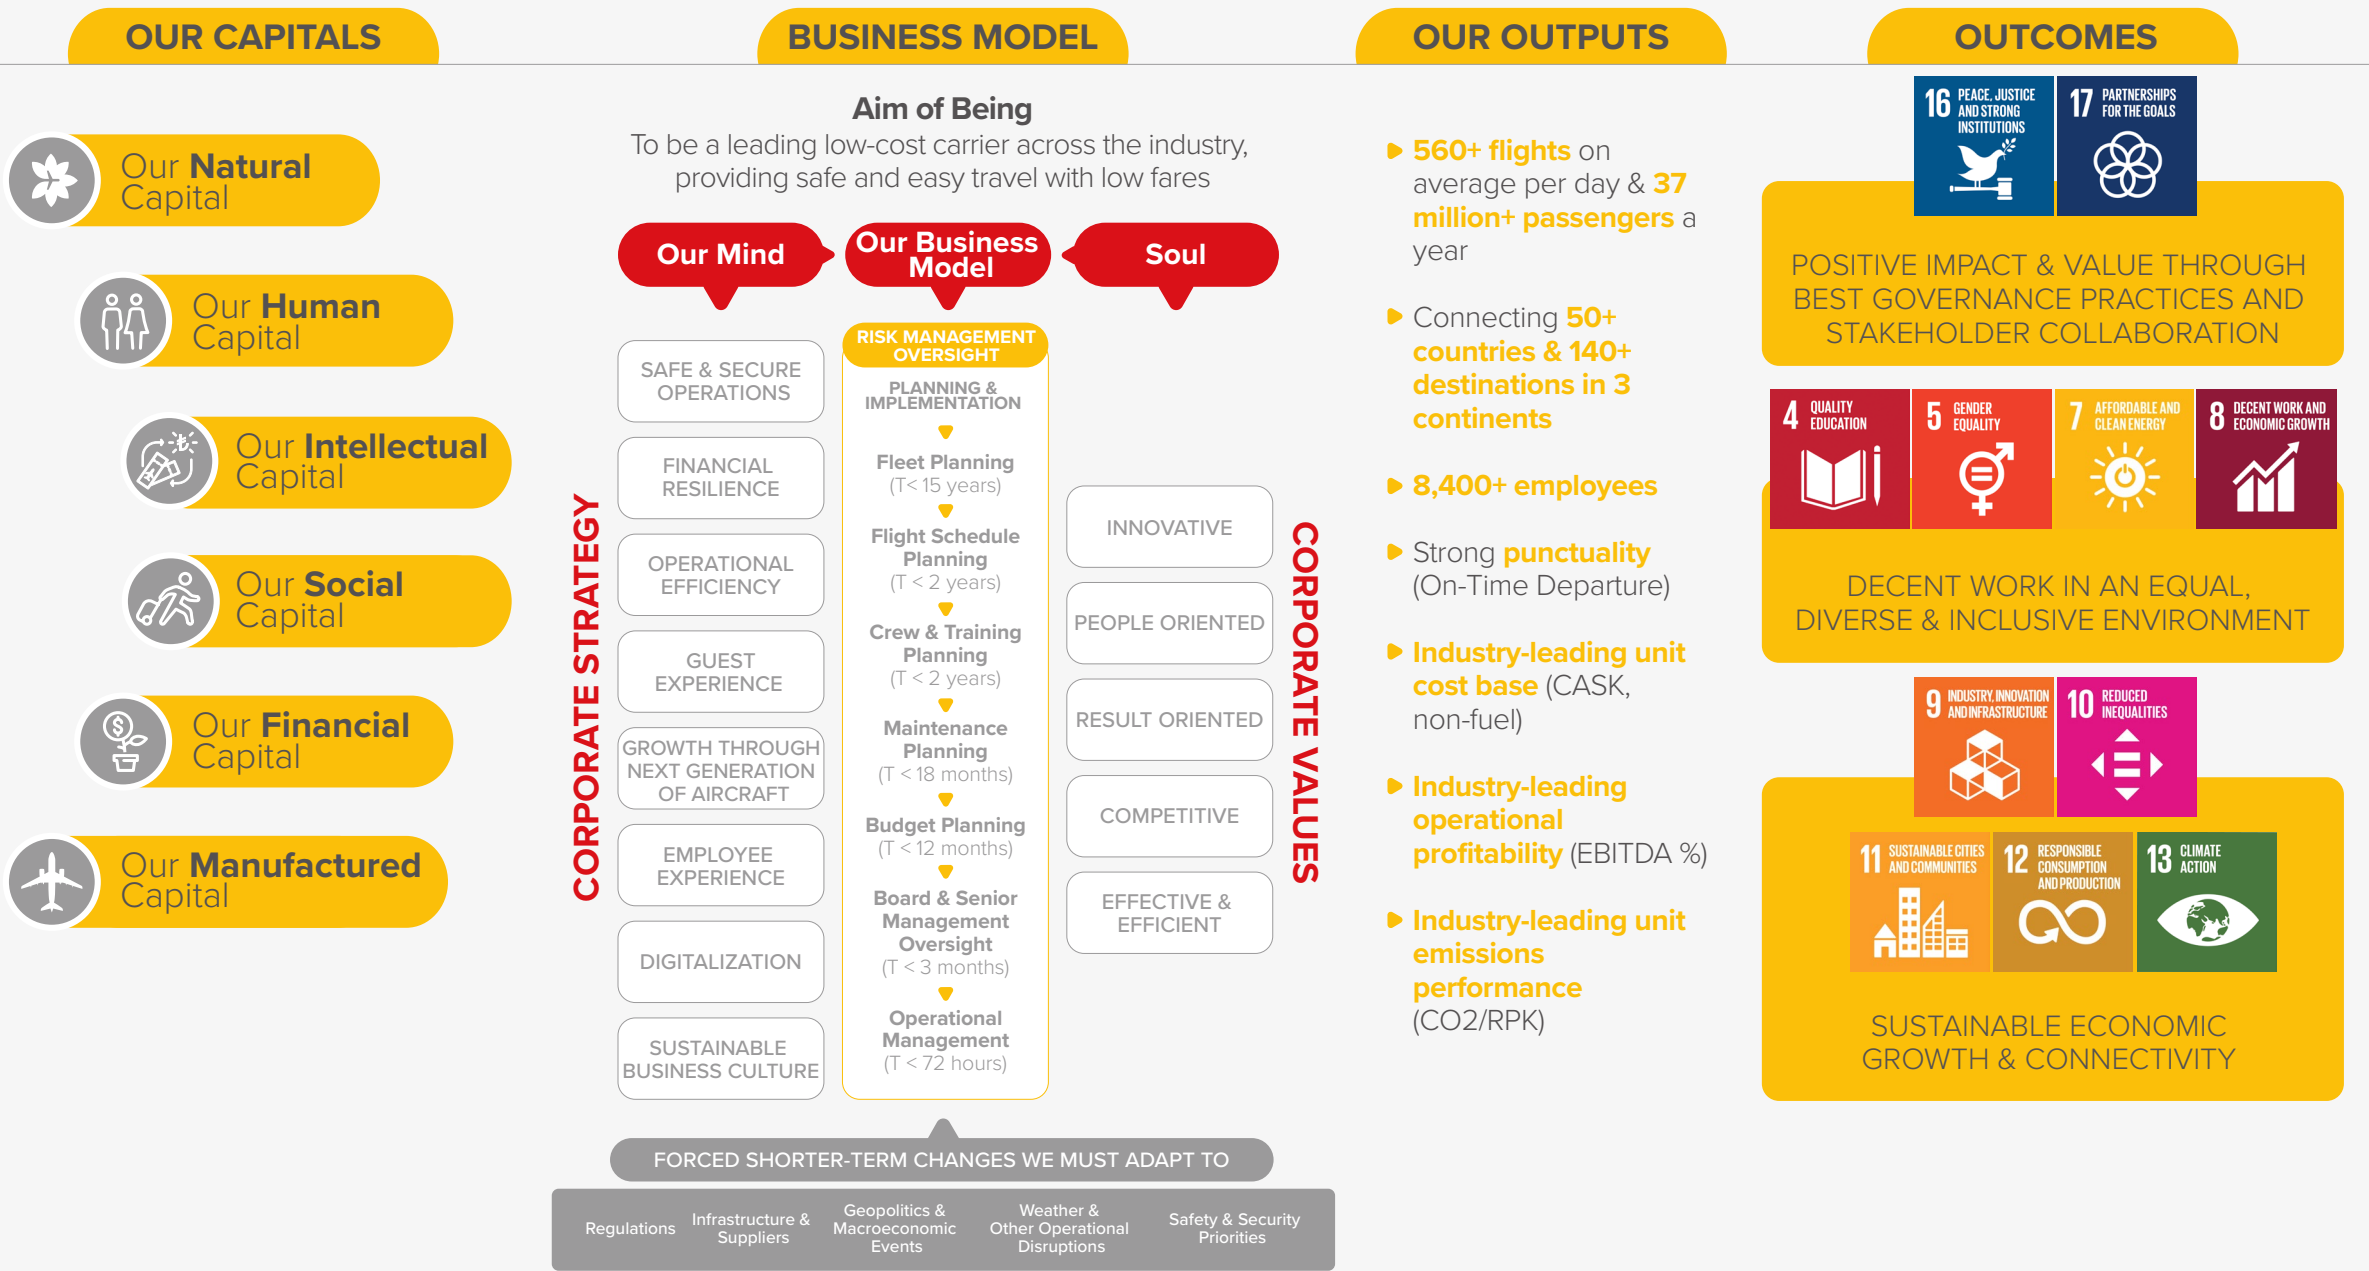 OUR CAPITALS
Our Natural
Capital
Our Human
Capital
Our Intellectual
Capital
Our Social
Capital
Our Financial
Capital
Our Manufactured
Capital
BUSINESS MODEL
Aim of Being
To be a leading low-cost carrier across the industry,
providing safe and easy travel with low fares
CORPORATE STRATEGY
Our Mind
SAFE & SECURE
OPERATIONS
FINANCIAL
RESILIENCE
OPERATIONAL
EFFICIENCY
GUEST
EXPERIENCE
GROWTH THROUGH
NEXT GENERATION
OF AIRCRAFT
EMPLOYEE
EXPERIENCE
DIGITALIZATION
SUSTAINABLE
BUSINESS CULTURE
Our Business
Model
RISK MANAGEMENT
OVERSIGHT
PLANNING &
IMPLEMENTATION
Fleet Planning
(T< 15 years)
Flight Schedule
Planning
(T < 2 years)
Crew & Training
Planning
(T < 2 years)
Maintenance
Planning
(T < 18 months)
Budget Planning
(T < 12 months)
Board & Senior
Management
Oversight
(T < 3 months)
Operational
Management
(T < 72 hours)
Soul
INNOVATIVE
PEOPLE ORIENTED
RESULT ORIENTED
COMPETITIVE
EFFECTIVE &
EFFICIENT
CORPORATE VALUES
FORCED SHORTER-TERM CHANGES WE MUST ADAPT TO
Regulations
Infrastructure &
Suppliers
Geopolitics &
Macroeconomic
Events
Weather &
Other Operational
Disruptions
Safety & Security
Priorities
OUR OUTPUTS
560+ flights on
average per day & 37
million+ passengers a
year
Connecting 50+
countries & 140+
destinations in 3
continents
8,400+ employees
Strong punctuality
(On-Time Departure)
Industry-leading unit
cost base (CASK,
non-fuel)
Industry-leading
operational
profitability (EBITDA %)
Industry-leading unit
emissions
performance
(CO2/RPK)
OUTCOMES
16 PEACE, JUSTICE
AND STRONG
INSTITUTIONS
17 PARTNERSHIPS
FOR THE GOALS
POSITIVE IMPACT & VALUE THROUGH
BEST GOVERNANCE PRACTICES AND
STAKEHOLDER COLLABORATION
4 QUALITY
EDUCATION
5 GENDER
EQUALITY
7 AFFORDABLE AND
CLEAN ENERGY
8 DECENT WORK AND
ECONOMIC GROWTH
DECENT WORK IN AN EQUAL,
DIVERSE & INCLUSIVE ENVIRONMENT
9 INDUSTRY, INNOVATION
AND INFRASTRUCTURE
10 REDUCED
INEQUALITIES
11 SUSTAINABLE CITIES
AND COMMUNITIES
12 RESPONSIBLE
CONSUMPTION
AND PRODUCTION
13 CLIMATE
ACTION
SUSTAINABLE ECONOMIC
GROWTH & CONNECTIVITY